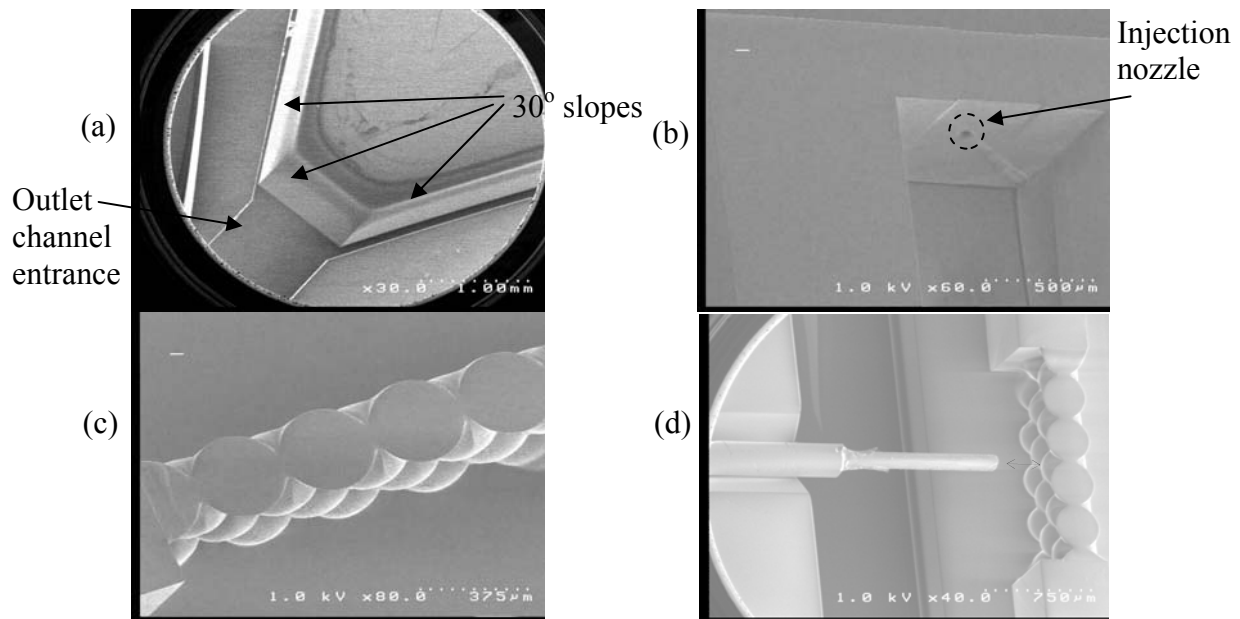 (a)
30° slopes
Outlet
channel
entrance
x30.0 1.00mm
(b)
Injection
nozzle
1.0 kV x60.0 500µm
(c)
1.0 kV x80.0 375µm
(d)
1.0 kV x40.0 750µm